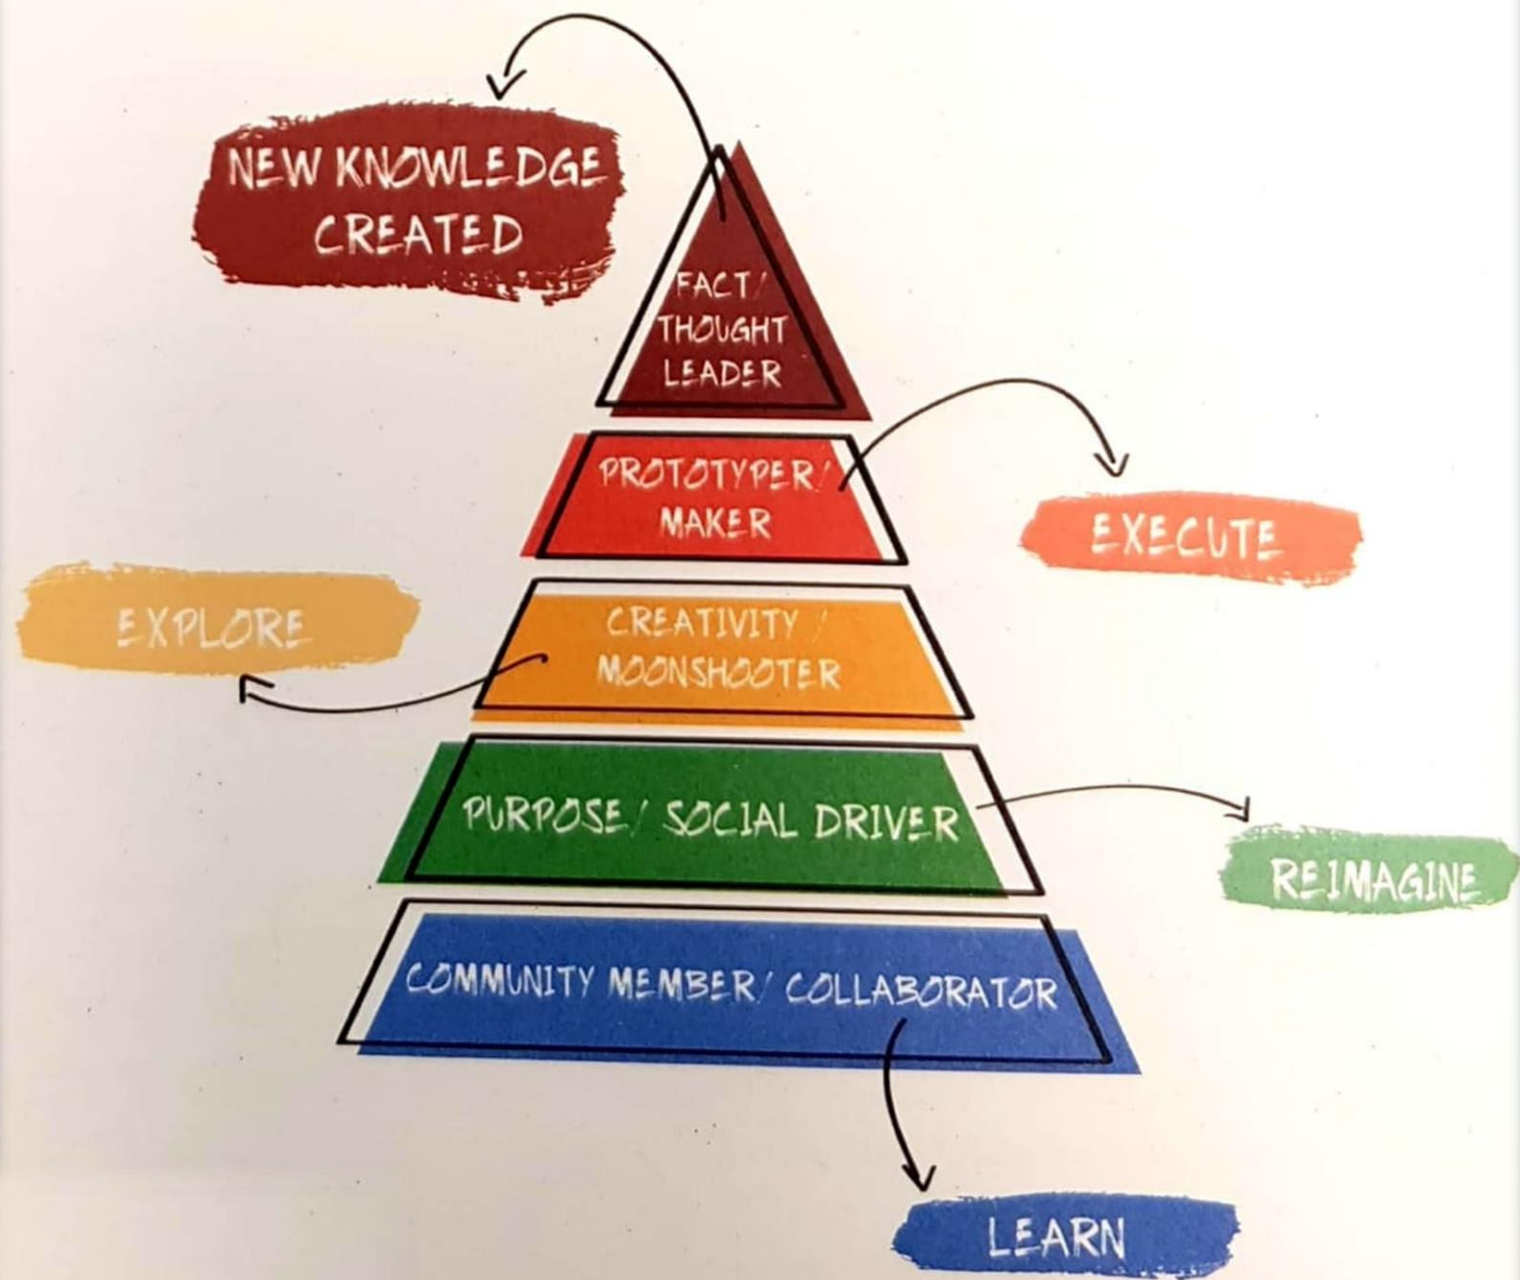 NEW KNOWLEDGE
CREATED
FACT/
THOUGHT
LEADER
PROTOTYPER/
MAKER
EXECUTE
EXPLORE
CREATIVITY /
MOONSHOOTER
PURPOSE/ SOCIAL DRIVER
REIMAGINE
COMMUNITY MEMBER/ COLLABORATOR
LEARN